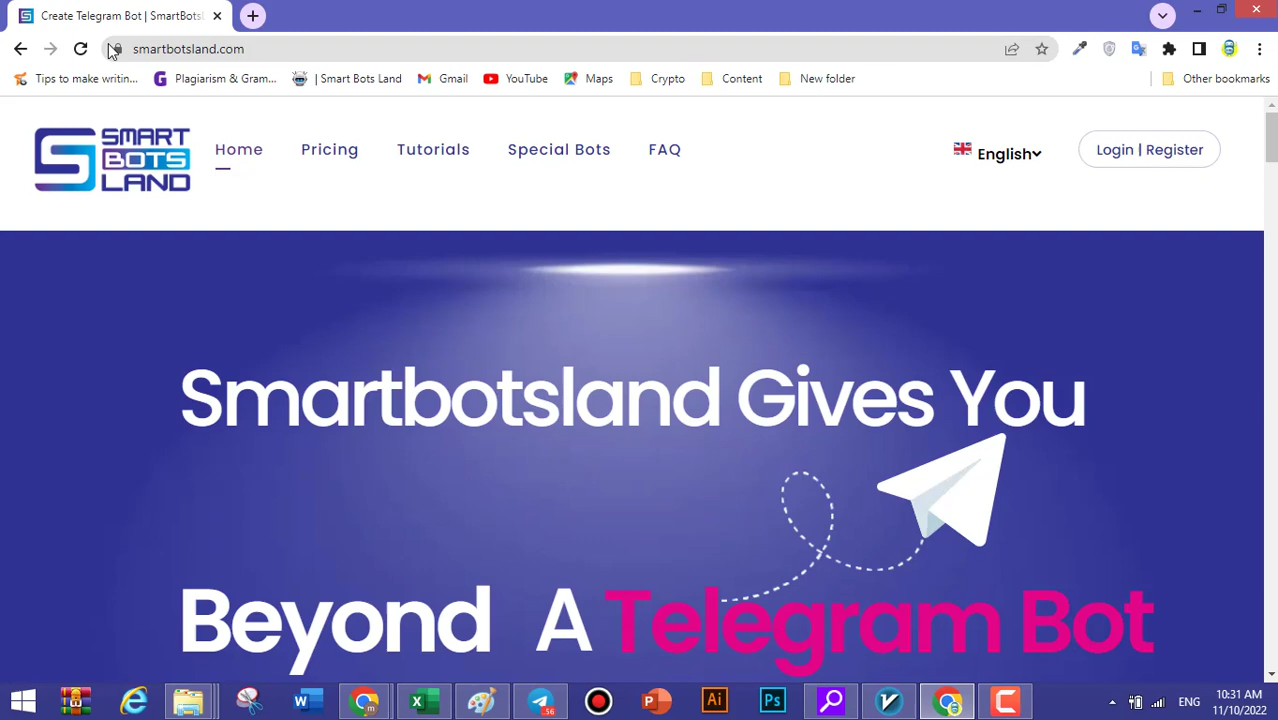 Create Telegram Bot | SmartBots
smartbotsland.com
Tips to make writin... Plagiarism & Gram... | Smart Bots Land Gmail YouTube Maps Crypto Content New folder Other bookmarks
SMART
BOTS
LAND
Home Pricing Tutorials Special Bots FAQ English Login | Register
Smartbotsland Gives You
Beyond A Telegram Bot
56
ENG
10:31 AM
11/10/2022